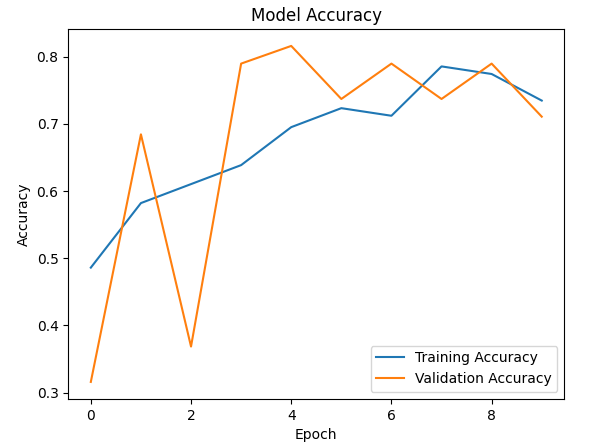 Model Accuracy
0.8
0.7
0.6
0.5
0.4
0.3
Accuracy
0 2 4 6 8
Epoch
Training Accuracy
Validation Accuracy